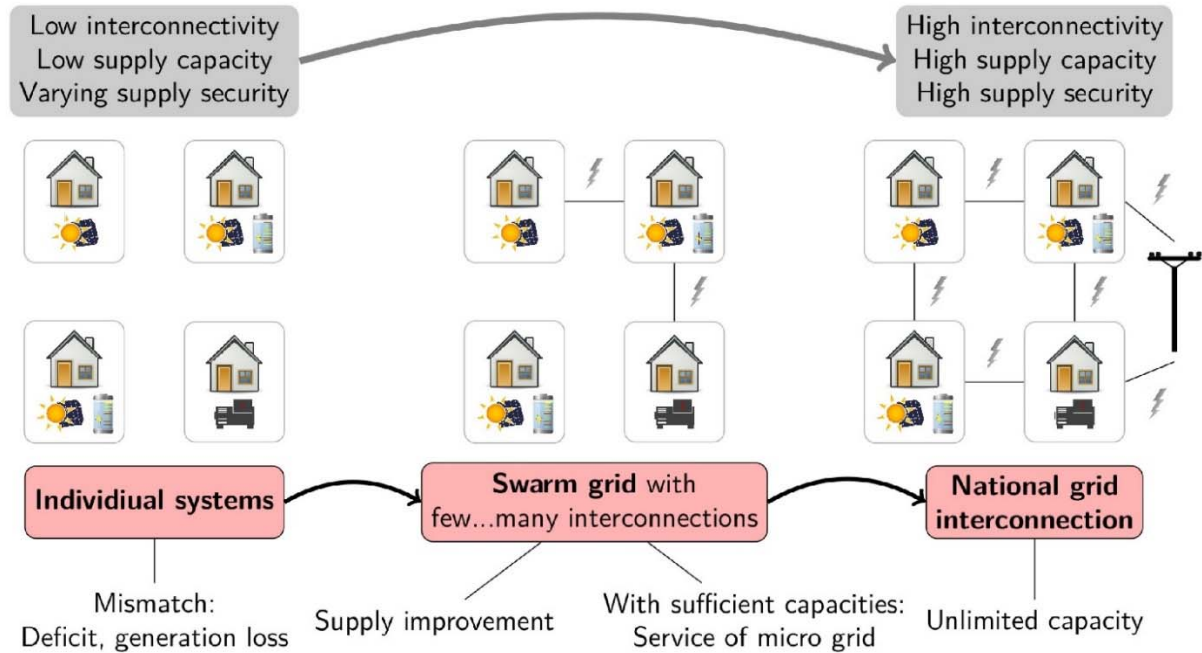 Low interconnectivity
Low supply capacity
Varying supply security
High interconnectivity
High supply capacity
High supply security
Individiual systems
Swarm grid with
few...many interconnections
National grid
interconnection
Mismatch:
Deficit, generation loss
Supply improvement
With sufficient capacities:
Service of micro grid
Unlimited capacity